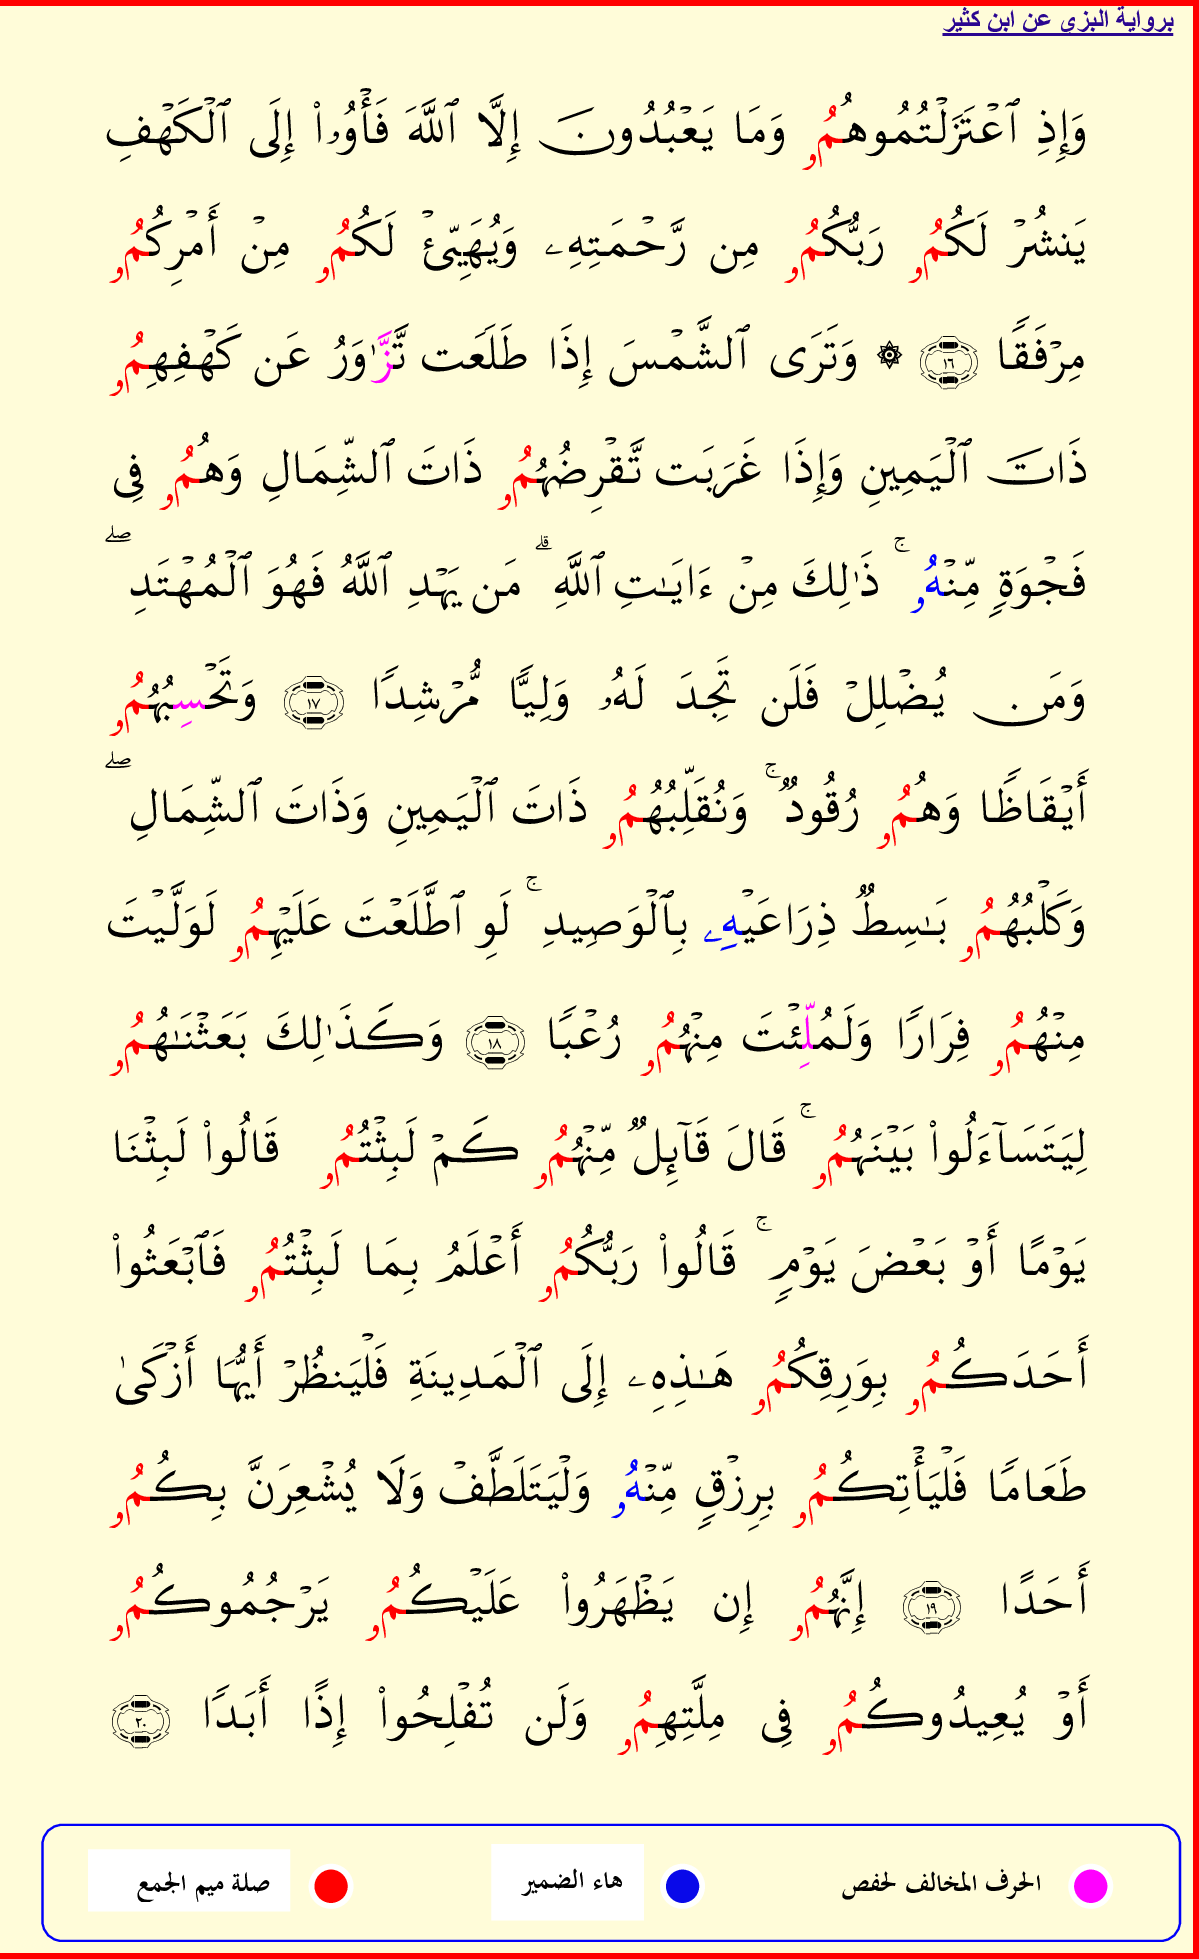 برواية البزي عن ابن كثير
وَإِذِ ٱعۡتَزَلۡتُمُوهُمُۥ وَمَا يَعۡبُدُونَ إِلَّا ٱللَّهَ فَأۡوُۥٓاْ إِلَى ٱلۡكَهۡفِ
يَنشُرۡ لَكُمُۥ رَبُّكُمُۥ مِن رَّحۡمَتِهِۦ وَيُهَيِّئۡ لَكُمُۥ مِنۡ أَمۡرِكُمُۥ
مِرۡفَقًا ١٦ ۞ وَتَرَى ٱلشَّمۡسَ إِذَا طَلَعَت تَّزَّٰوَرُ عَن كَهۡفِهِمُۥ
ذَاتَ ٱلۡيَمِينِ وَإِذَا غَرَبَت تَّقۡرِضُهُمُۥ ذَاتَ ٱلشِّمَالِ وَهُمُۥ فِي
فَجۡوَةٖ مِّنۡهُۥۚ ذَٰلِكَ مِنۡ ءَايَٰتِ ٱللَّهِۗ مَن يَهۡدِ ٱللَّهُ فَهُوَ ٱلۡمُهۡتَدِۖ
وَمَن يُضۡلِلۡ فَلَن تَجِدَ لَهُۥ وَلِيّٗا مُّرۡشِدٗا ١٧ وَتَحۡسِبُهُمُۥ
أَيۡقَاظٗا وَهُمُۥ رُقُودٞۚ وَنُقَلِّبُهُمُۥ ذَاتَ ٱلۡيَمِينِ وَذَاتَ ٱلشِّمَالِۖ
وَكَلۡبُهُمُۥ بَٰسِطٞ ذِرَاعَيۡهِۦ بِٱلۡوَصِيدِۚ لَوِ ٱطَّلَعۡتَ عَلَيۡهِمُۥ لَوَلَّيۡتَ
مِنۡهُمُۥ فِرَارٗا وَلَمُلِّئۡتَ مِنۡهُمُۥ رُعۡبٗا ١٨ وَكَذَٰلِكَ بَعَثۡنَٰهُمُۥ
لِيَتَسَآءَلُواْ بَيۡنَهُمُۥۚ قَالَ قَآئِلٞ مِّنۡهُمُۥ كَمۡ لَبِثۡتُمُۥ قَالُواْ لَبِثۡنَا
يَوۡمًا أَوۡ بَعۡضَ يَوۡمٖۚ قَالُواْ رَبُّكُمُۥ أَعۡلَمُ بِمَا لَبِثۡتُمُۥ فَٱبۡعَثُواْ
أَحَدَكُمُۥ بِوَرِقِكُمُۥ هَٰذِهِۦ إِلَى ٱلۡمَدِينَةِ فَلۡيَنظُرۡ أَيُّهَا أَزۡكَىٰ
طَعَامٗا فَلۡيَأۡتِكُمُۥ بِرِزۡقٖ مِّنۡهُۥ وَلۡيَتَلَطَّفۡ وَلَا يُشۡعِرَنَّ بِكُمُۥ
أَحَدًا ١٩ إِنَّهُمُۥ إِن يَظۡهَرُواْ عَلَيۡكُمُۥ يَرۡجُمُوكُمُۥ
أَوۡ يُعِيدُوكُمُۥ فِي مِلَّتِهِمُۥ وَلَن تُفۡلِحُواْ إِذًا أَبَدٗا ٢٠
الحرف المخالف لحفص هاء الضمير صلة ميم الجمع